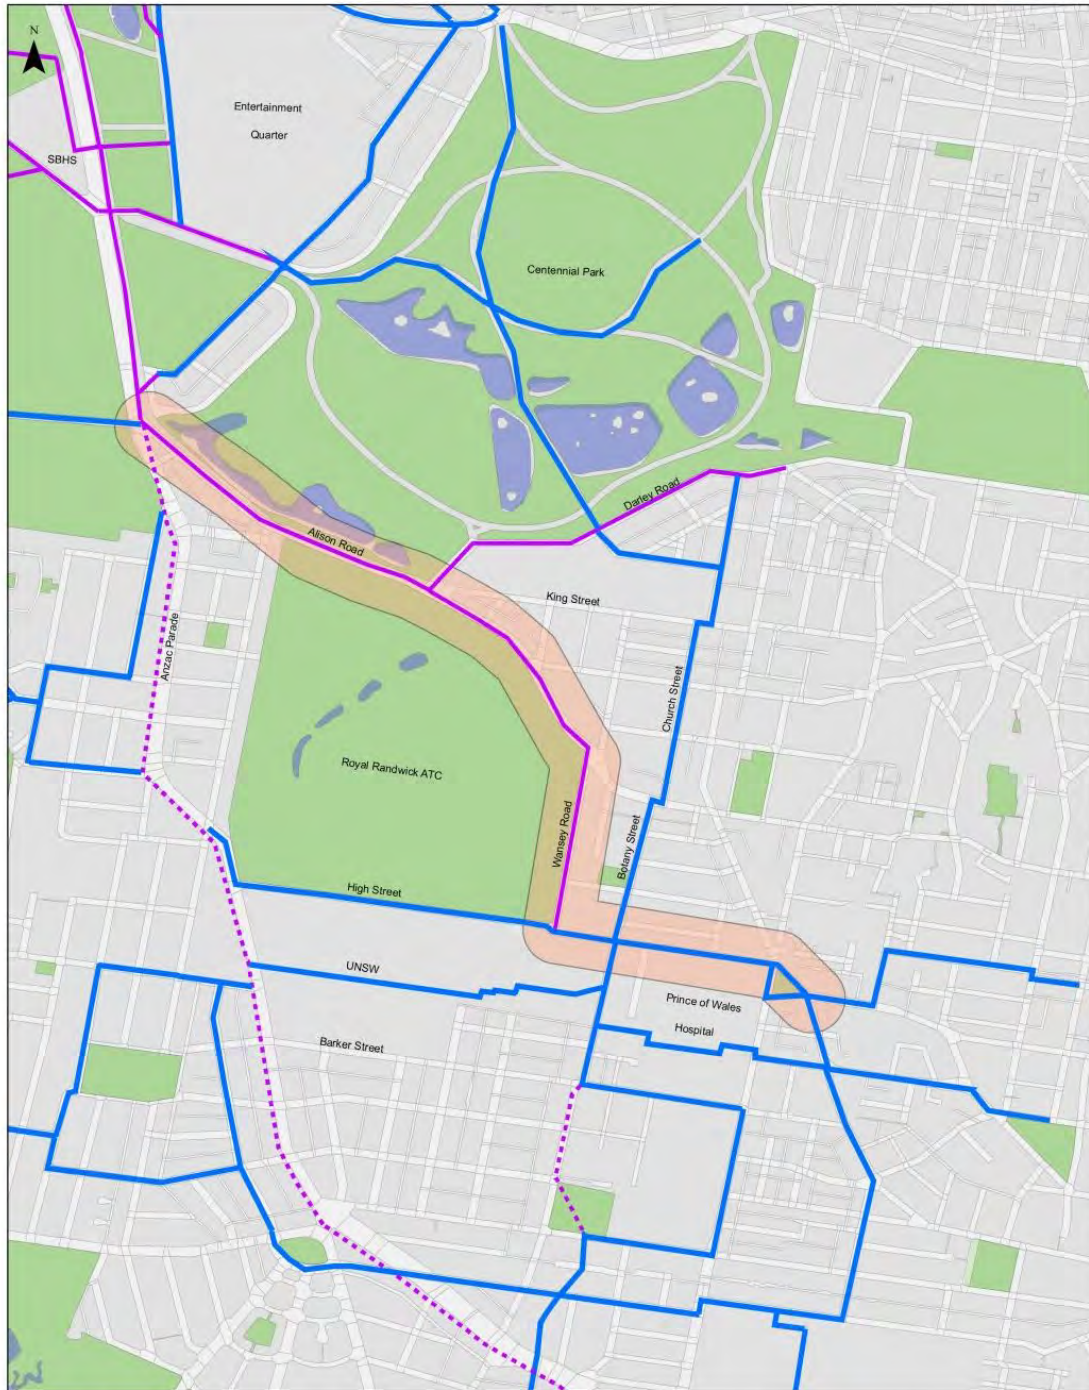 N
Entertainment
Quarter
SBHS
Centennial Park
Darley Road
Alison Road
King Street
Anzac Parade
Church Street
Royal Randwick ATC
Wansey Road
Botany Street
High Street
UNSW
Prince of Wales
Hospital
Barker Street